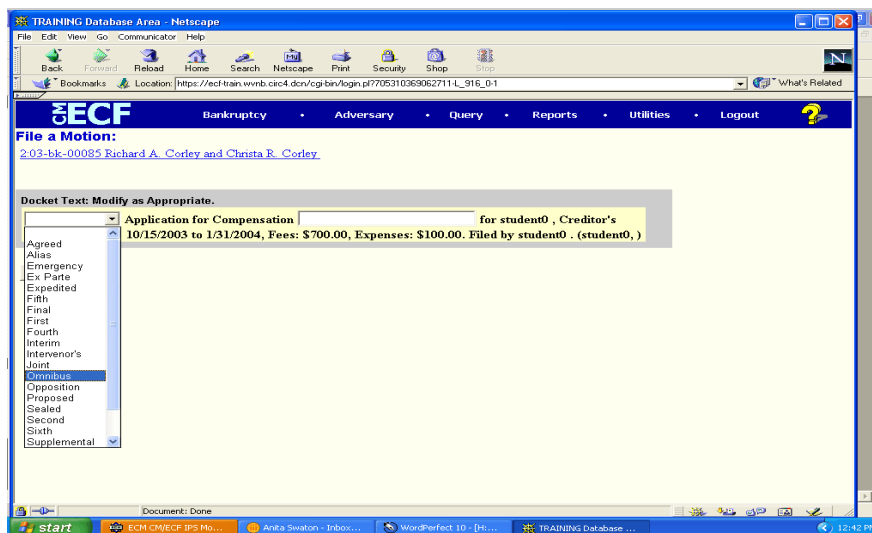 TRAINING Database Area - Netscape
File Edit View Go Communicator Help
Back Forward Reload Home Search Netscape Print Security Shop Stop
N
Bookmarks Location: https://ecf-train.wvnb.circ4.dcn/cgi-bin/login.pl?705310369062711-L_916_0-1 What's Related
CM ECF Bankruptcy • Adversary • Query • Reports • Utilities • Logout ?
File a Motion:
2:03-bk-00085 Richard A. Corley and Christa R. Corley
Docket Text: Modify as Appropriate.
Application for Compensation for student0 , Creditor's
10/15/2003 to 1/31/2004, Fees: $700.00, Expenses: $100.00. Filed by student0 . (student0, )
Agreed
Alias
Emergency
Ex Parte
Expedited
Fifth
Final
First
Fourth
Interim
Intervenor's
Joint
Omnibus
Opposition
Proposed
Sealed
Second
Sixth
Supplemental
Document: Done
start ECM CM/ECF IPS Mo... Anita Swaton - Inbox... WordPerfect 10 - [H:... TRAINING Database ... 12:42 PM